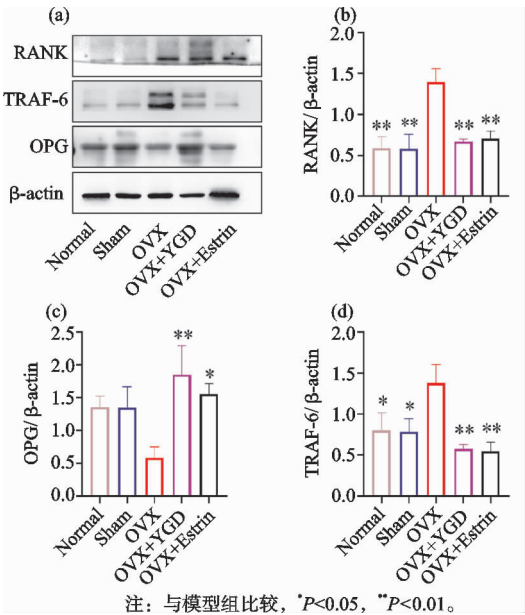 (a)
RANK
TRAF-6
OPG
β-actin
Normal
Sham
OVX
OVX+YGD
OVX+Estrin
(b)
RANK/β-actin
2.0
1.5
1.0
0.5
0.0
**
**
**
**
Normal
Sham
OVX
OVX+YGD
OVX+Estrin
(c)
OPG/β-actin
2.5
2.0
1.5
1.0
0.5
0.0
**
*
Normal
Sham
OVX
OVX+YGD
OVX+Estrin
(d)
TRAF-6/β-actin
2.0
1.5
1.0
0.5
0.0
*
*
**
**
Normal
Sham
OVX
OVX+YGD
OVX+Estrin
注：与模型组比较，*P<0.05，**P<0.01。